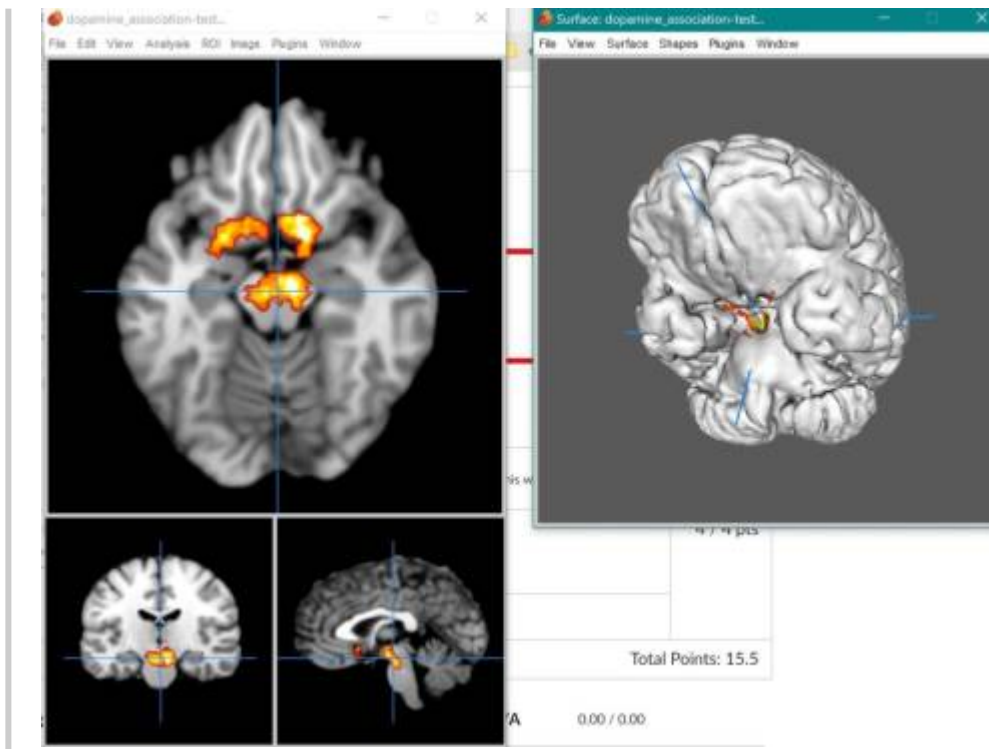 dopamine_association-test...
File Edit View Analysis ROI Image Plugins Window
Surface: dopamine_association-test...
File View Surface Shapes Plugins Window
his w
4 / 4 pts
Total Points: 15.5
/A 0.00 / 0.00